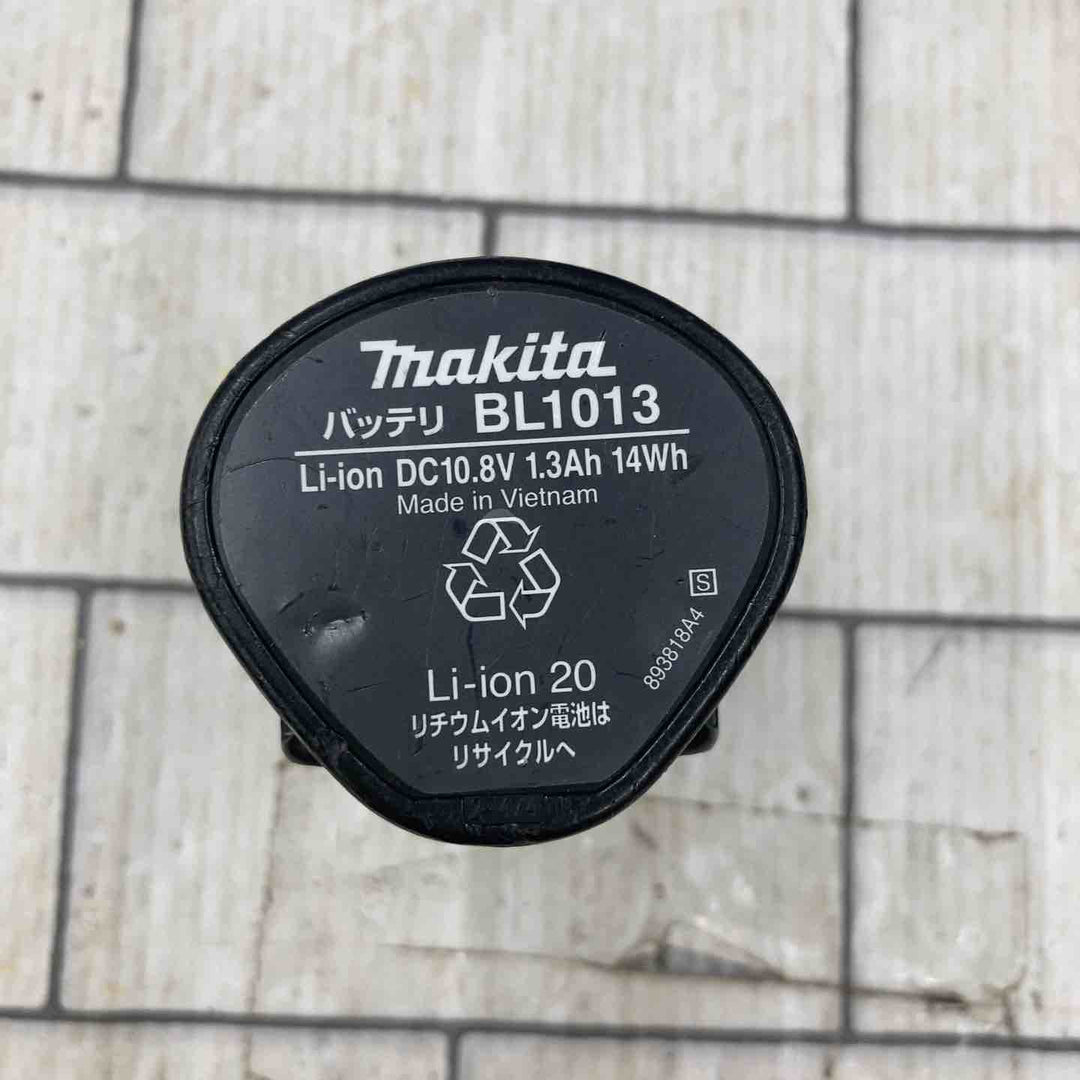 makita
バッテリ BL1013
Li-ion DC10.8V 1.3Ah 14Wh
Made in Vietnam
S
893818A4
Li-ion 20
リチウムイオン電池は
リサイクルへ